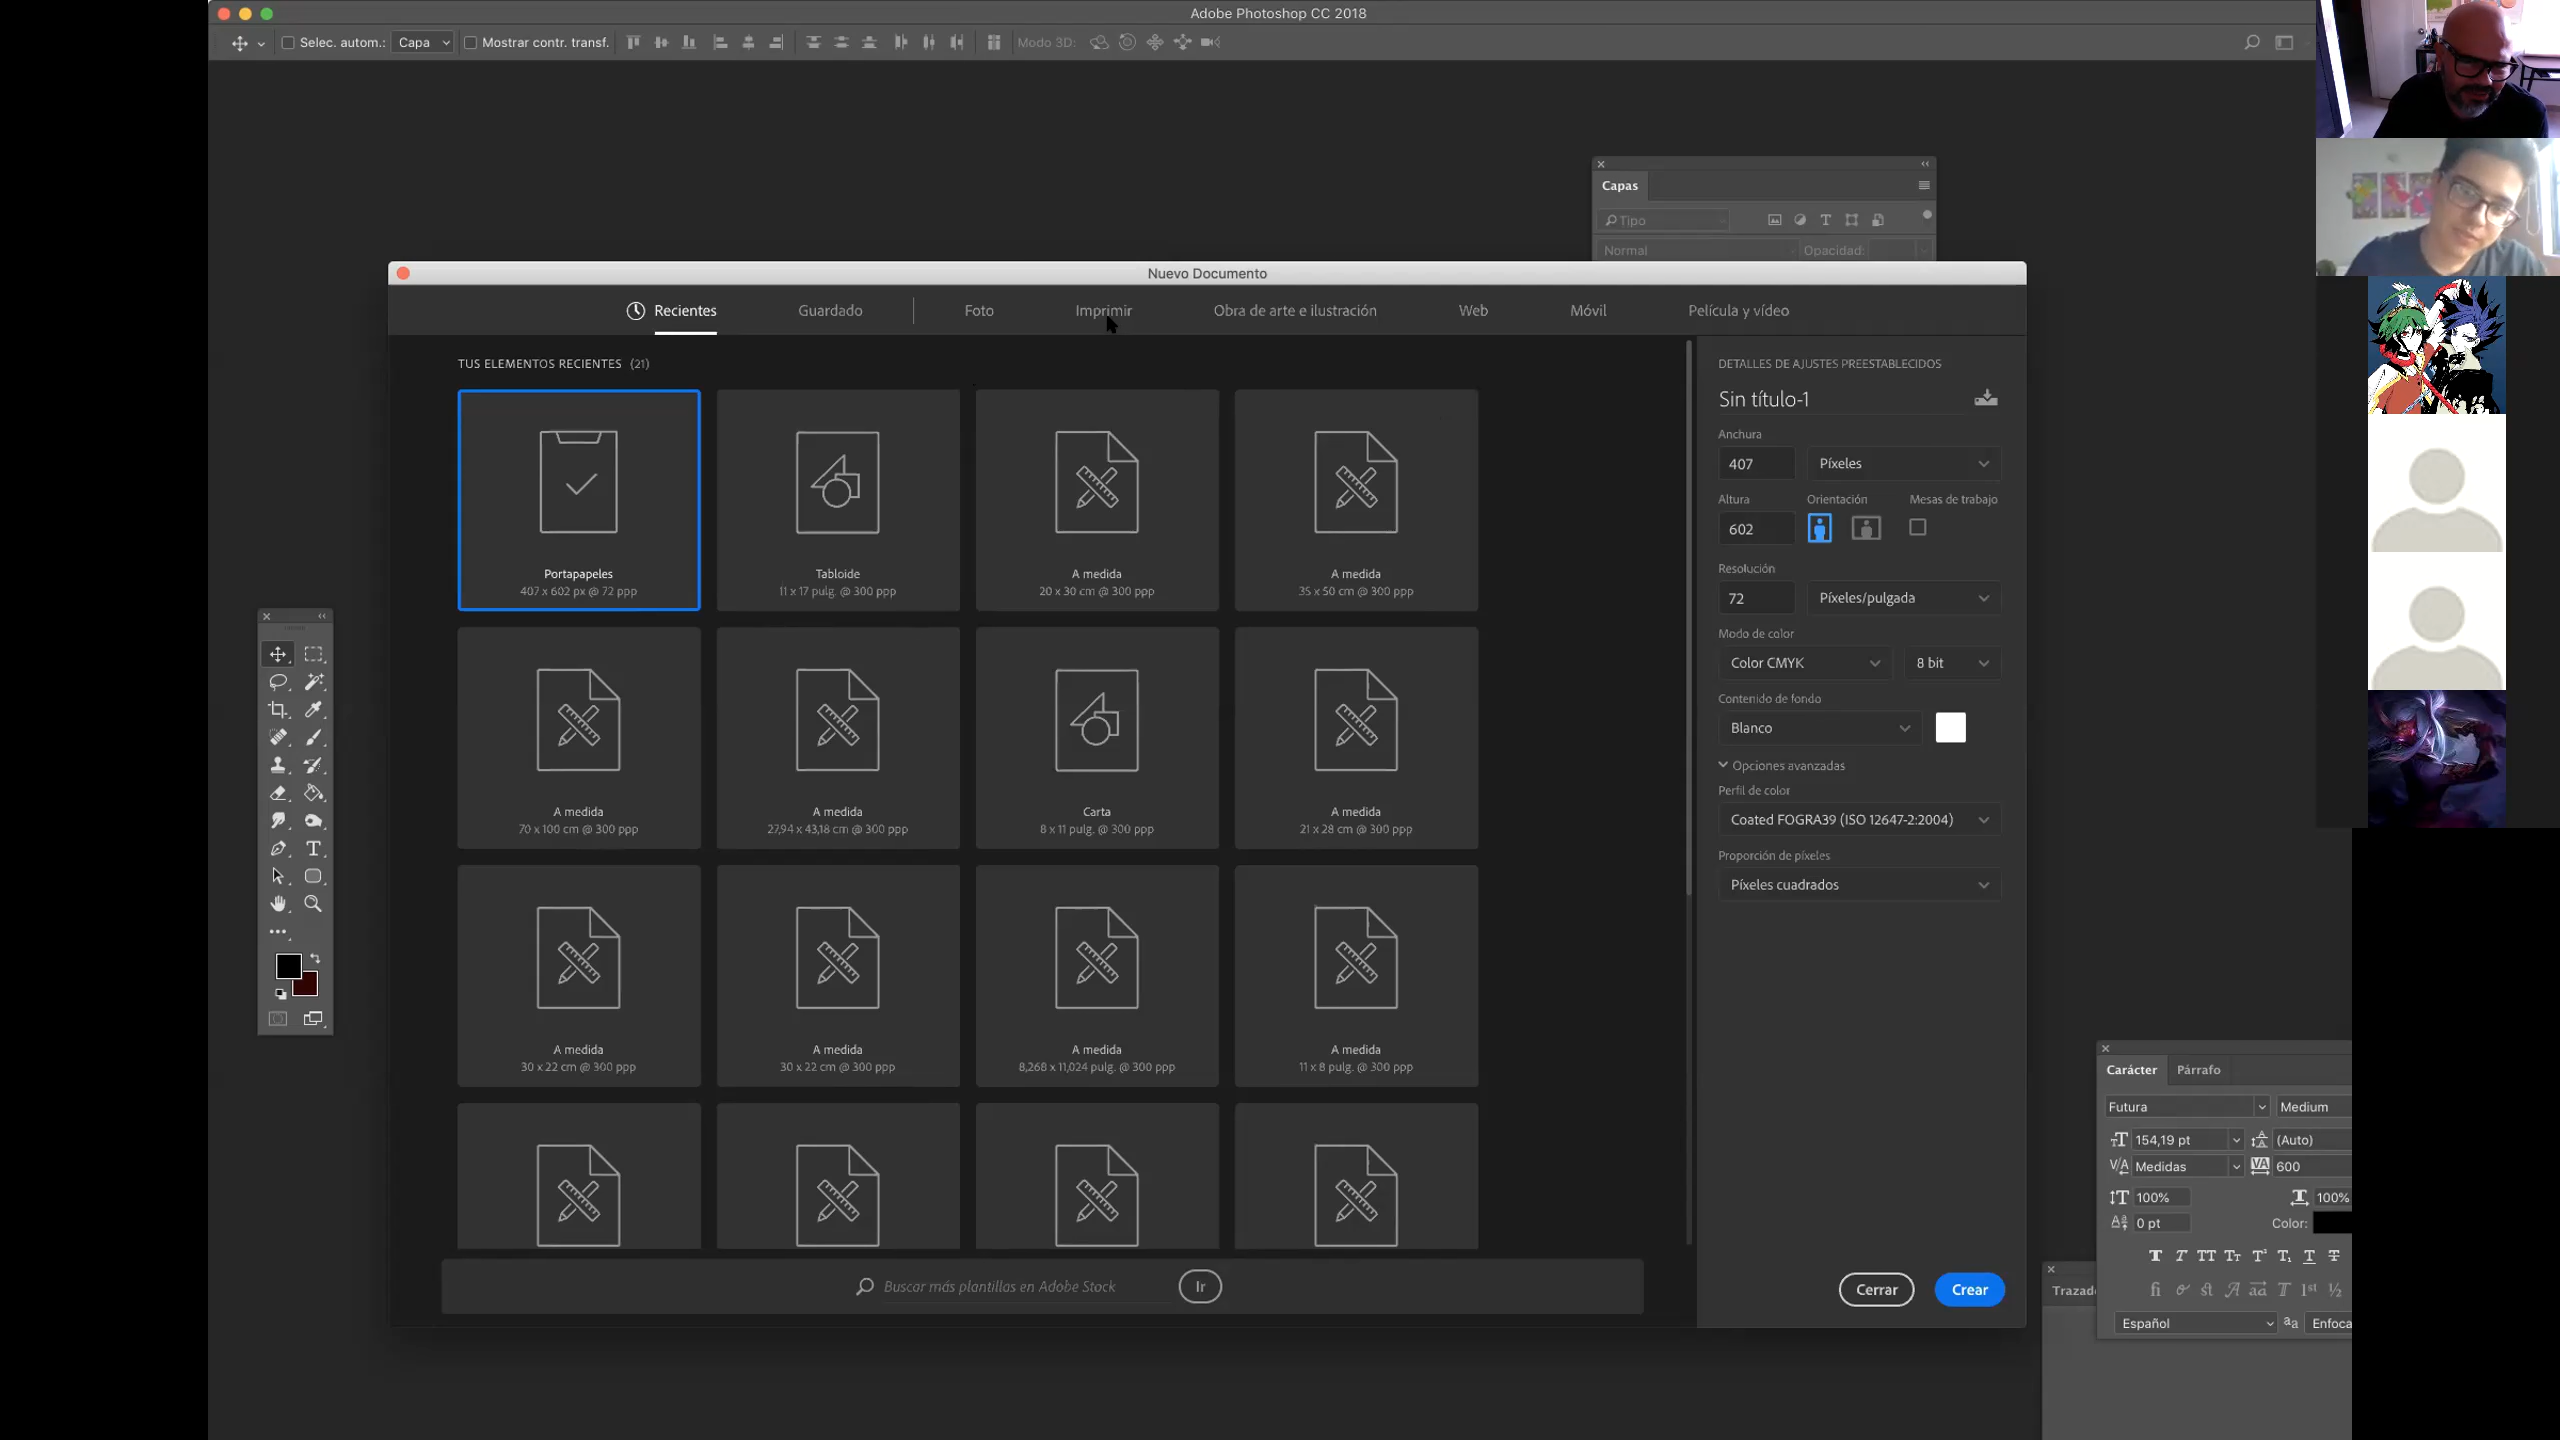 Adobe Photoshop CC 2018
Selec. autom.: Capa Mostrar contr. transf. Modo 3D:
Capas
Tipo
Normal Opacidad:
Nuevo Documento
Recientes Guardado Foto Imprimir Obra de arte e ilustración Web Móvil Película y vídeo
TUS ELEMENTOS RECIENTES (21)
Portapapeles
407 x 602 px @ 72 ppp
Tabloide
11 x 17 pulg. @ 300 ppp
A medida
20 x 30 cm @ 300 ppp
A medida
35 x 50 cm @ 300 ppp
A medida
70 x 100 cm @ 300 ppp
A medida
27,94 x 43,18 cm @ 300 ppp
Carta
8 x 11 pulg. @ 300 ppp
A medida
21 x 28 cm @ 300 ppp
A medida
30 x 22 cm @ 300 ppp
A medida
30 x 22 cm @ 300 ppp
A medida
8,268 x 11,024 pulg. @ 300 ppp
A medida
11 x 8 pulg. @ 300 ppp
Buscar más plantillas en Adobe Stock Ir
DETALLES DE AJUSTES PREESTABLECIDOS
Sin título-1
Anchura
407 Píxeles
Altura Orientación Mesas de trabajo
602
Resolución
72 Píxeles/pulgada
Modo de color
Color CMYK 8 bit
Contenido de fondo
Blanco
Opciones avanzadas
Perfil de color
Coated FOGRA39 (ISO 12647-2:2004)
Proporción de píxeles
Píxeles cuadrados
Cerrar Crear
Carácter Párrafo
Futura Medium
154,19 pt (Auto)
Medidas 600
100% 100%
0 pt Color:
Español aa Enfoca
Trazad